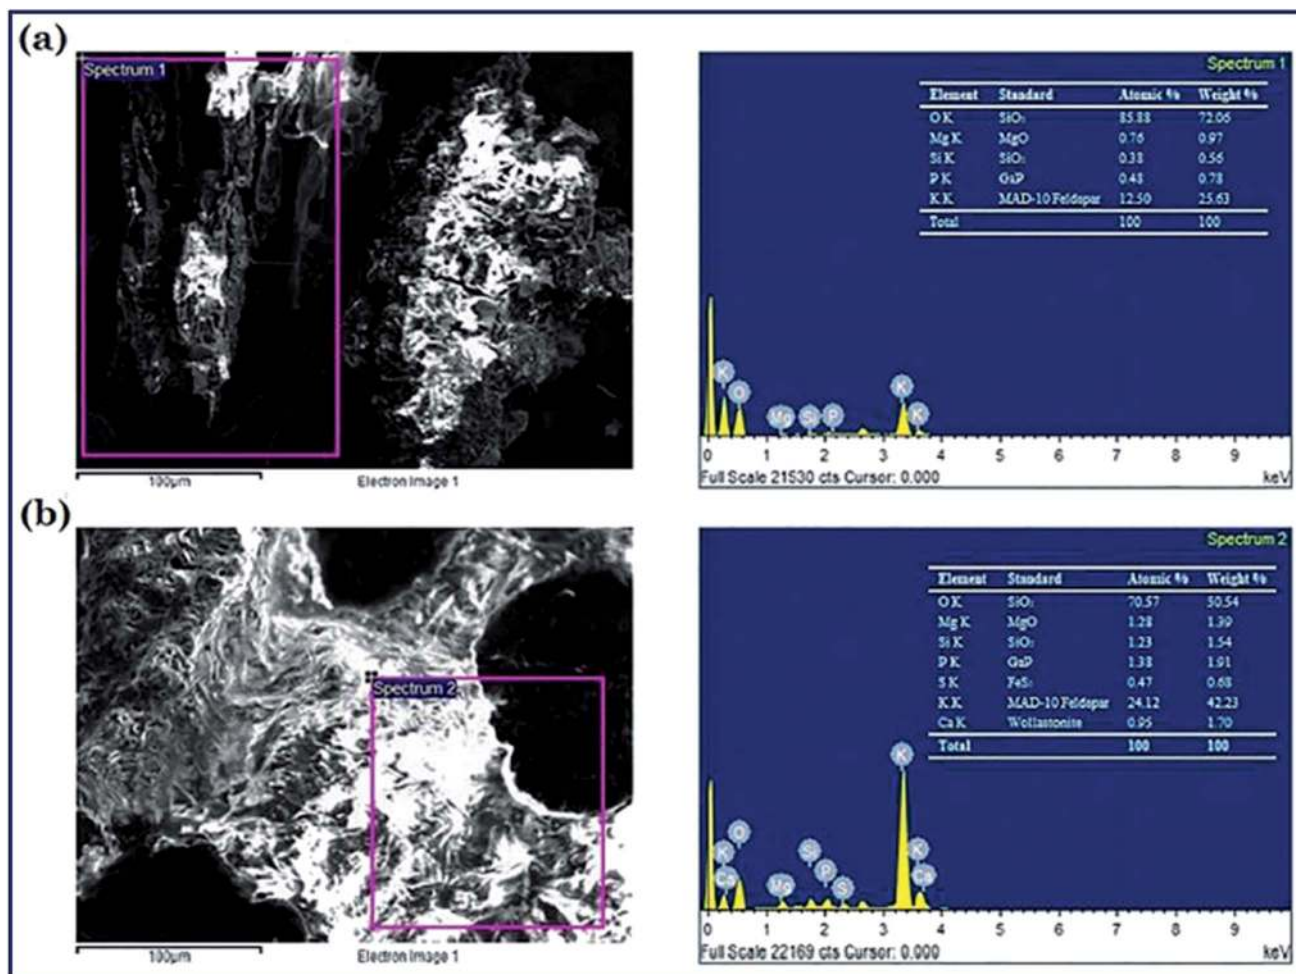 (a)
Spectrum 1
100μm
Electron Image 1
Spectrum 1
Element Standard Atomic % Weight %
O K SiO₂ 85.88 72.06
Mg K MgO 0.76 0.97
Si K SiO₂ 0.38 0.56
P K GaP 0.48 0.78
K K MAD-10 Feldspar 12.50 25.63
Total 100 100
K O Mg Si P K K
0 1 2 3 4 5 6 7 8 9
Full Scale 21530 cts Cursor: 0.000 keV
(b)
Spectrum 2
100μm
Electron Image 1
Spectrum 2
Element Standard Atomic % Weight %
O K SiO₂ 70.57 50.54
Mg K MgO 1.28 1.39
Si K SiO₂ 1.23 1.54
P K GaP 1.38 1.91
S K FeS₂ 0.47 0.68
K K MAD-10 Feldspar 24.12 42.23
Ca K Wollastonite 0.95 1.70
Total 100 100
K
O Si K
K P
Ca Mg S Ca
0 1 2 3 4 5 6 7 8 9
Full Scale 22169 cts Cursor: 0.000 keV